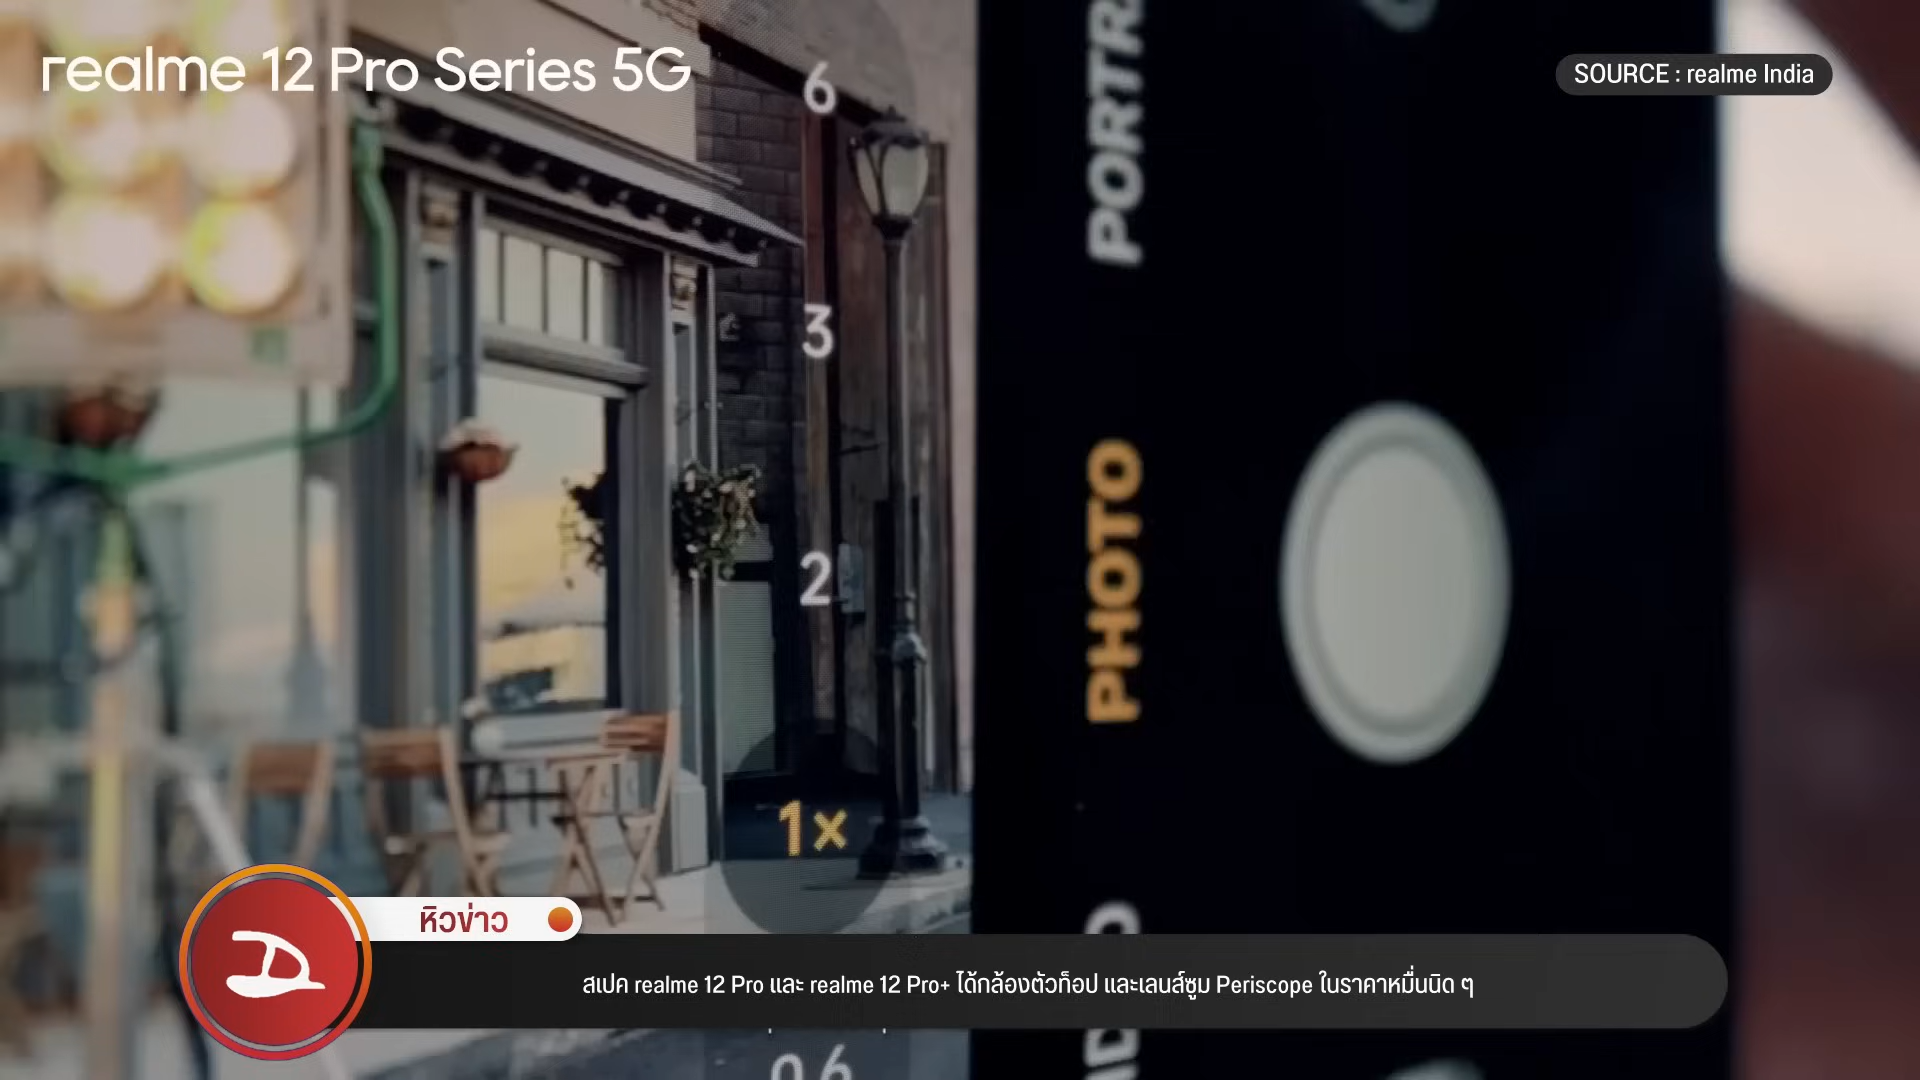 realme 12 Pro Series 5G
SOURCE : realme India
6
3
2
1×
0.6
PHOTO
หิวข่าว
สเปค realme 12 Pro และ realme 12 Pro+ ได้กล้องตัวท็อป และเลนส์ซูม Periscope ในราคาหมื่นนิด ๆ